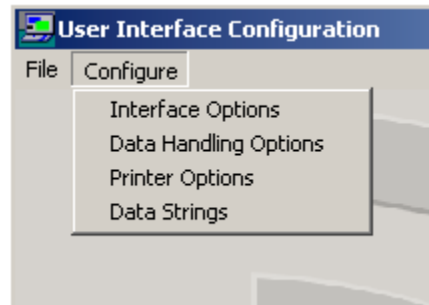 User Interface Configuration
File Configure
Interface Options
Data Handling Options
Printer Options
Data Strings